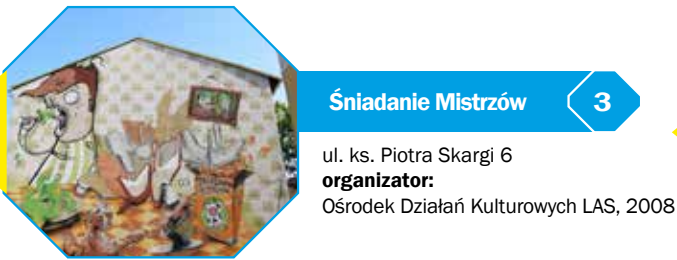 Śniadanie Mistrzów 3
ul. ks. Piotra Skargi 6
organizator:
Ośrodek Działań Kulturowych LAS, 2008